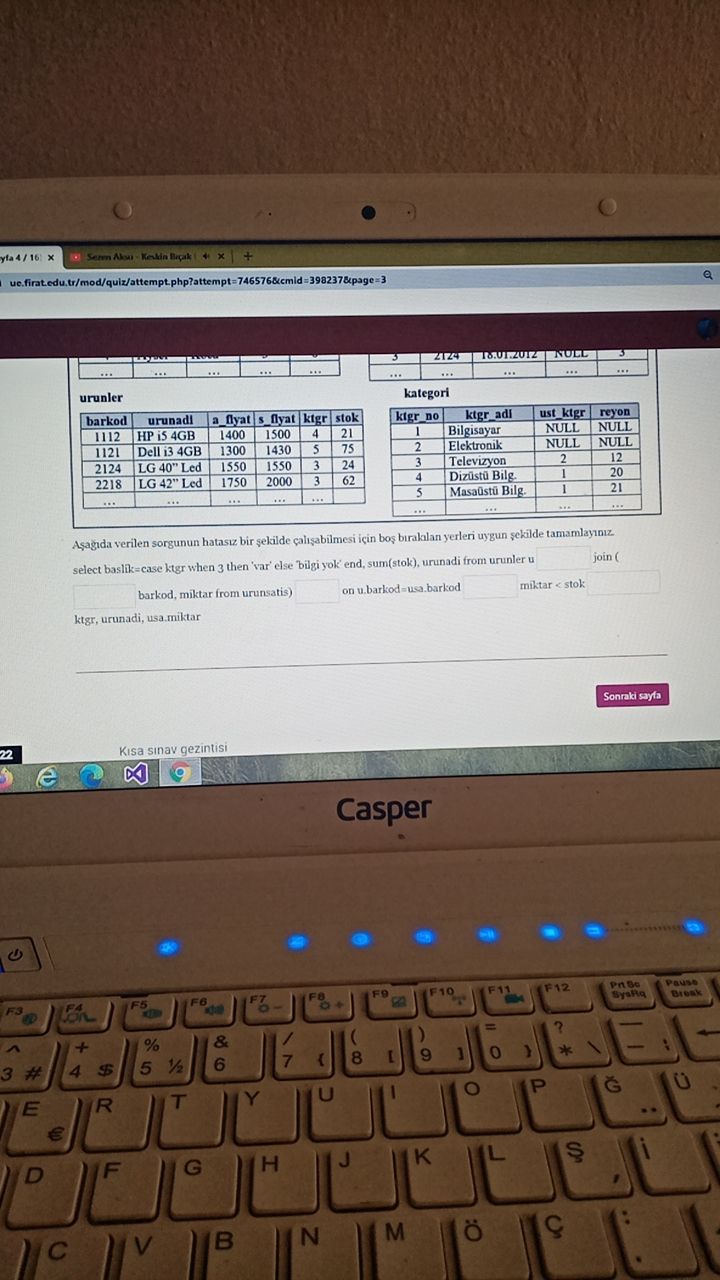 yfa 4 / 16 × Sezen Aksu - Keskin Bıçak × +
ue.firat.edu.tr/mod/quiz/attempt.php?attempt=746576&cmid=398237&page=3
3 2124 18.01.2012 NULL 3
... ... ... ... ... ... ... ... ... ...
urunler kategori
barkod urunadi a_fiyat s_fiyat ktgr stok
1112 HP i5 4GB 1400 1500 4 21
1121 Dell i3 4GB 1300 1430 5 75
2124 LG 40" Led 1550 1550 3 24
2218 LG 42" Led 1750 2000 3 62
... ... ... ... ...
ktgr_no ktgr_adi ust_ktgr reyon
1 Bilgisayar NULL NULL
2 Elektronik NULL NULL
3 Televizyon 2 12
4 Dizüstü Bilg. 1 20
5 Masaüstü Bilg. 1 21
... ... ... ...
Aşağıda verilen sorgunun hatasız bir şekilde çalışabilmesi için boş bırakılan yerleri uygun şekilde tamamlayınız.
select baslik=case ktgr when 3 then 'var' else 'bilgi yok' end, sum(stok), urunadi from urunler u join (
barkod, miktar from urunsatis) on u.barkod=usa.barkod miktar < stok
ktgr, urunadi, usa.miktar
Sonraki sayfa
22 Kısa sınav gezintisi
Casper
F3 F4 F5 F6 F7 F8 F9 F10 F11 F12 Prt Sc SysRq Pause Break
^ 3 # + 4 $ % 5 ½ & 6 / 7 { ( 8 [ ) 9 ] = 0 } ? * \ _ -
E € R T Y U I O P Ğ Ü
D F G H J K L Ş İ
C V B N M Ö Ç : .